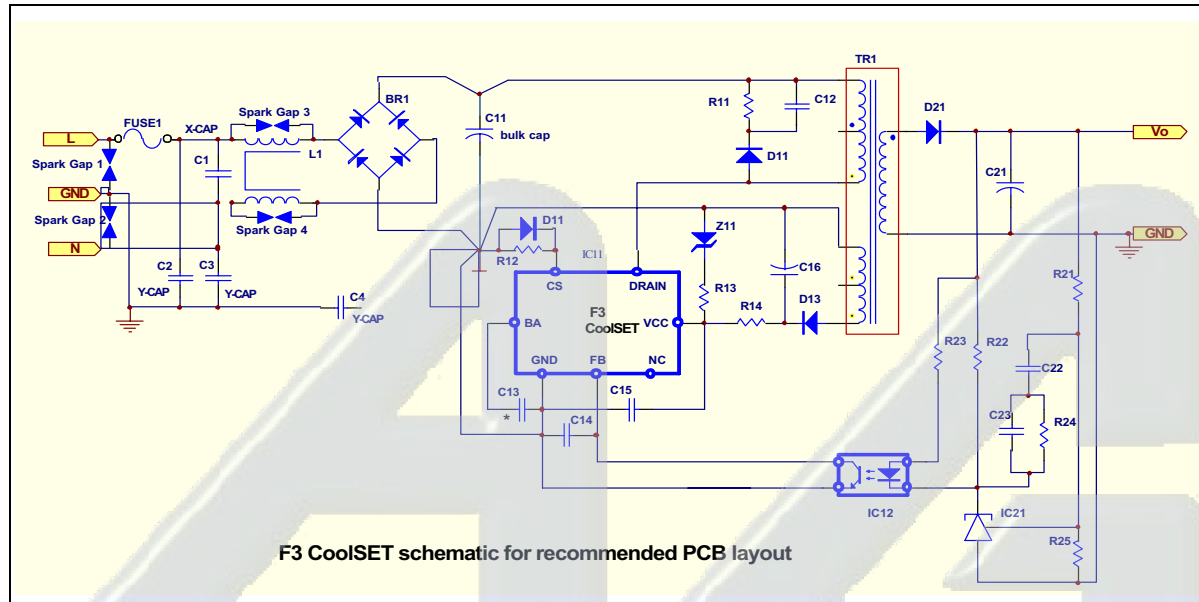 TR1
Spark Gap 3
BR1
R11
C12
D21
FUSE1
X-CAP
C11
bulk cap
L
Vo
L1
Spark Gap 1
C1
D11
C21
GND
Spark Gap 2
Spark Gap 4
D11
Z11
GND
N
R12
IC11
C16
C2
C3
CS
DRAIN
R13
R21
Y-CAP
Y-CAP
C4
Y-CAP
F3
CoolSET
BA
VCC
R14
D13
R23
R22
GND
FB
NC
C22
C13
*
C15
C14
C23
R24
IC12
IC21
R25
F3 CoolSET schematic for recommended PCB layout